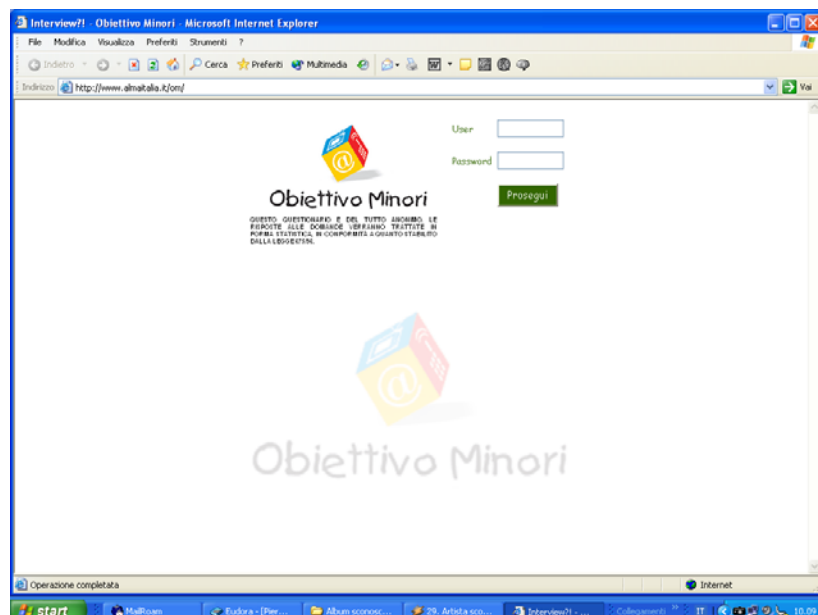 Interview?! - Obiettivo Minori - Microsoft Internet Explorer
File Modifica Visualizza Preferiti Strumenti ?
Indietro Cerca Preferiti Multimedia
Indirizzo http://www.almaitalia.it/om/ Vai
User
Password
Prosegui
Obiettivo Minori
QUESTO QUESTIONARIO È DEL TUTTO ANONIMO. LE
RISPOSTE ALLE DOMANDE VERRANNO TRATTATE IN
FORMA STATISTICA, IN CONFORMITÀ A QUANTO STABILITO
DALLA LEGGE
Obiettivo Minori
Operazione completata Internet
start MailRoam Eudora - [Pier... Album sconosc... 29. Artista sco... Interview?! - ... Collegamenti » IT 10.09